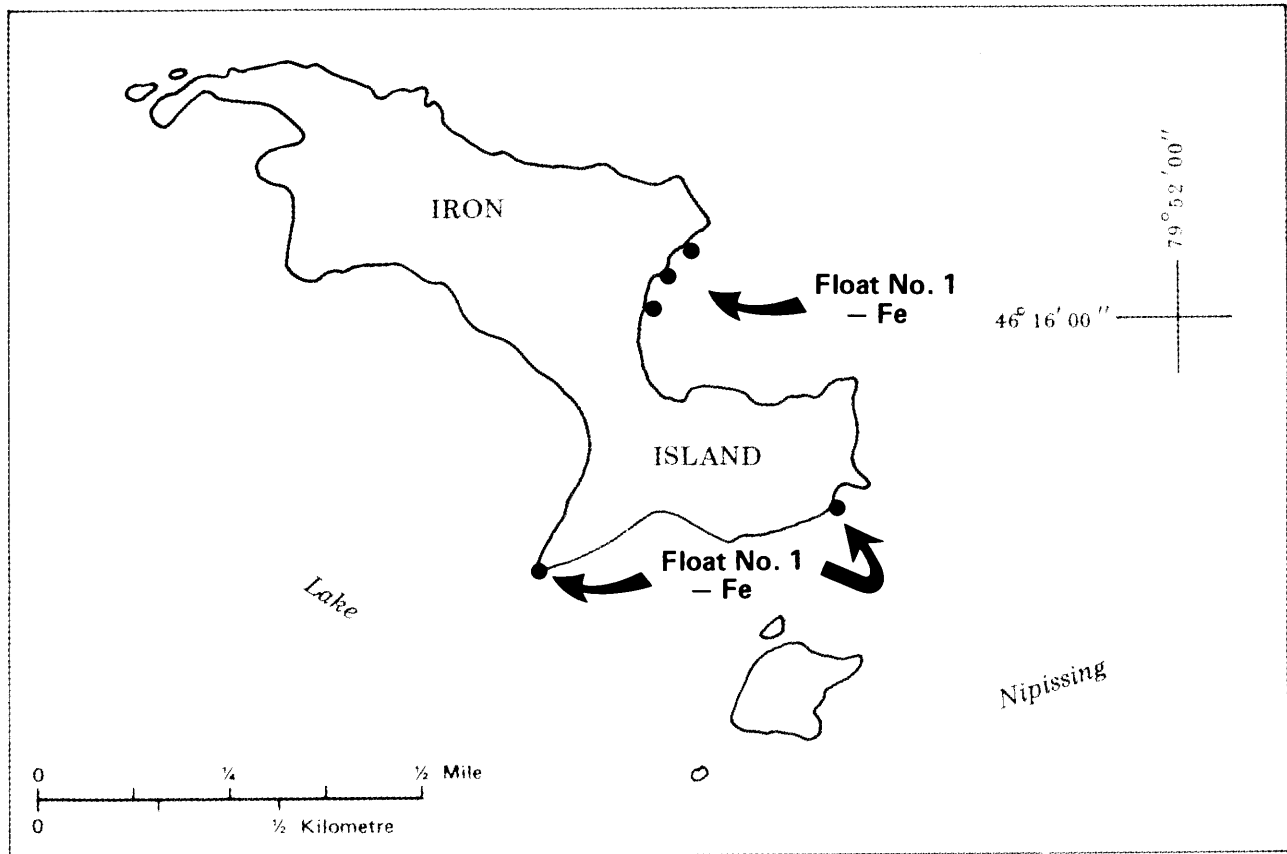 IRON
79°52'00"
Float No. 1
— Fe
46° 16' 00"
ISLAND
Float No. 1
— Fe
Lake
Nipissing
0 ¼ ½ Mile
0 ½ Kilometre